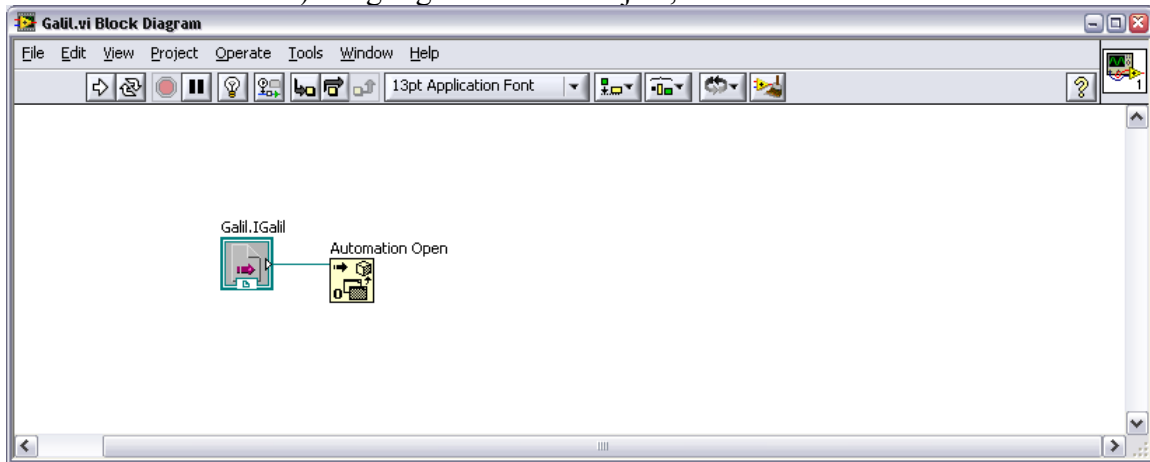 Galil.vi Block Diagram
File Edit View Project Operate Tools Window Help
13pt Application Font
1
Galil.IGalil
Automation Open